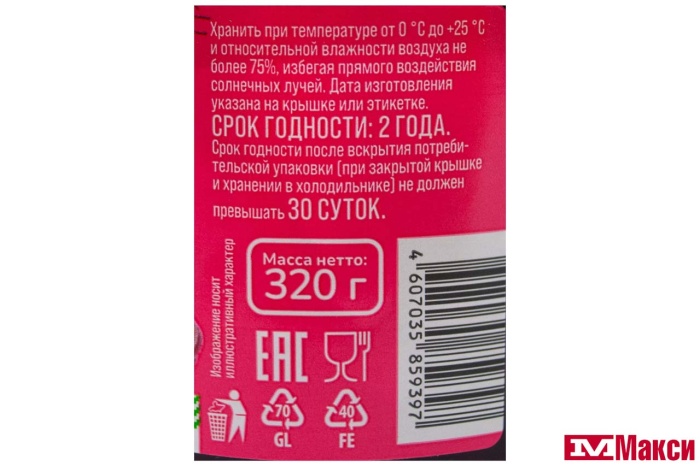 Хранить при температуре от 0 °С до +25 °С
и относительной влажности воздуха не
более 75%, избегая прямого воздействия
солнечных лучей. Дата изготовления
указана на крышке или этикетке.
СРОК ГОДНОСТИ: 2 ГОДА.
Срок годности после вскрытия потреби-
тельской упаковки (при закрытой крышке
и хранении в холодильнике) не должен
превышать 30 СУТОК.
Изображение носит
иллюстративный характер
Масса нетто:
320 г
4 607035 859397
EAC
70
GL
40
FE
Макси